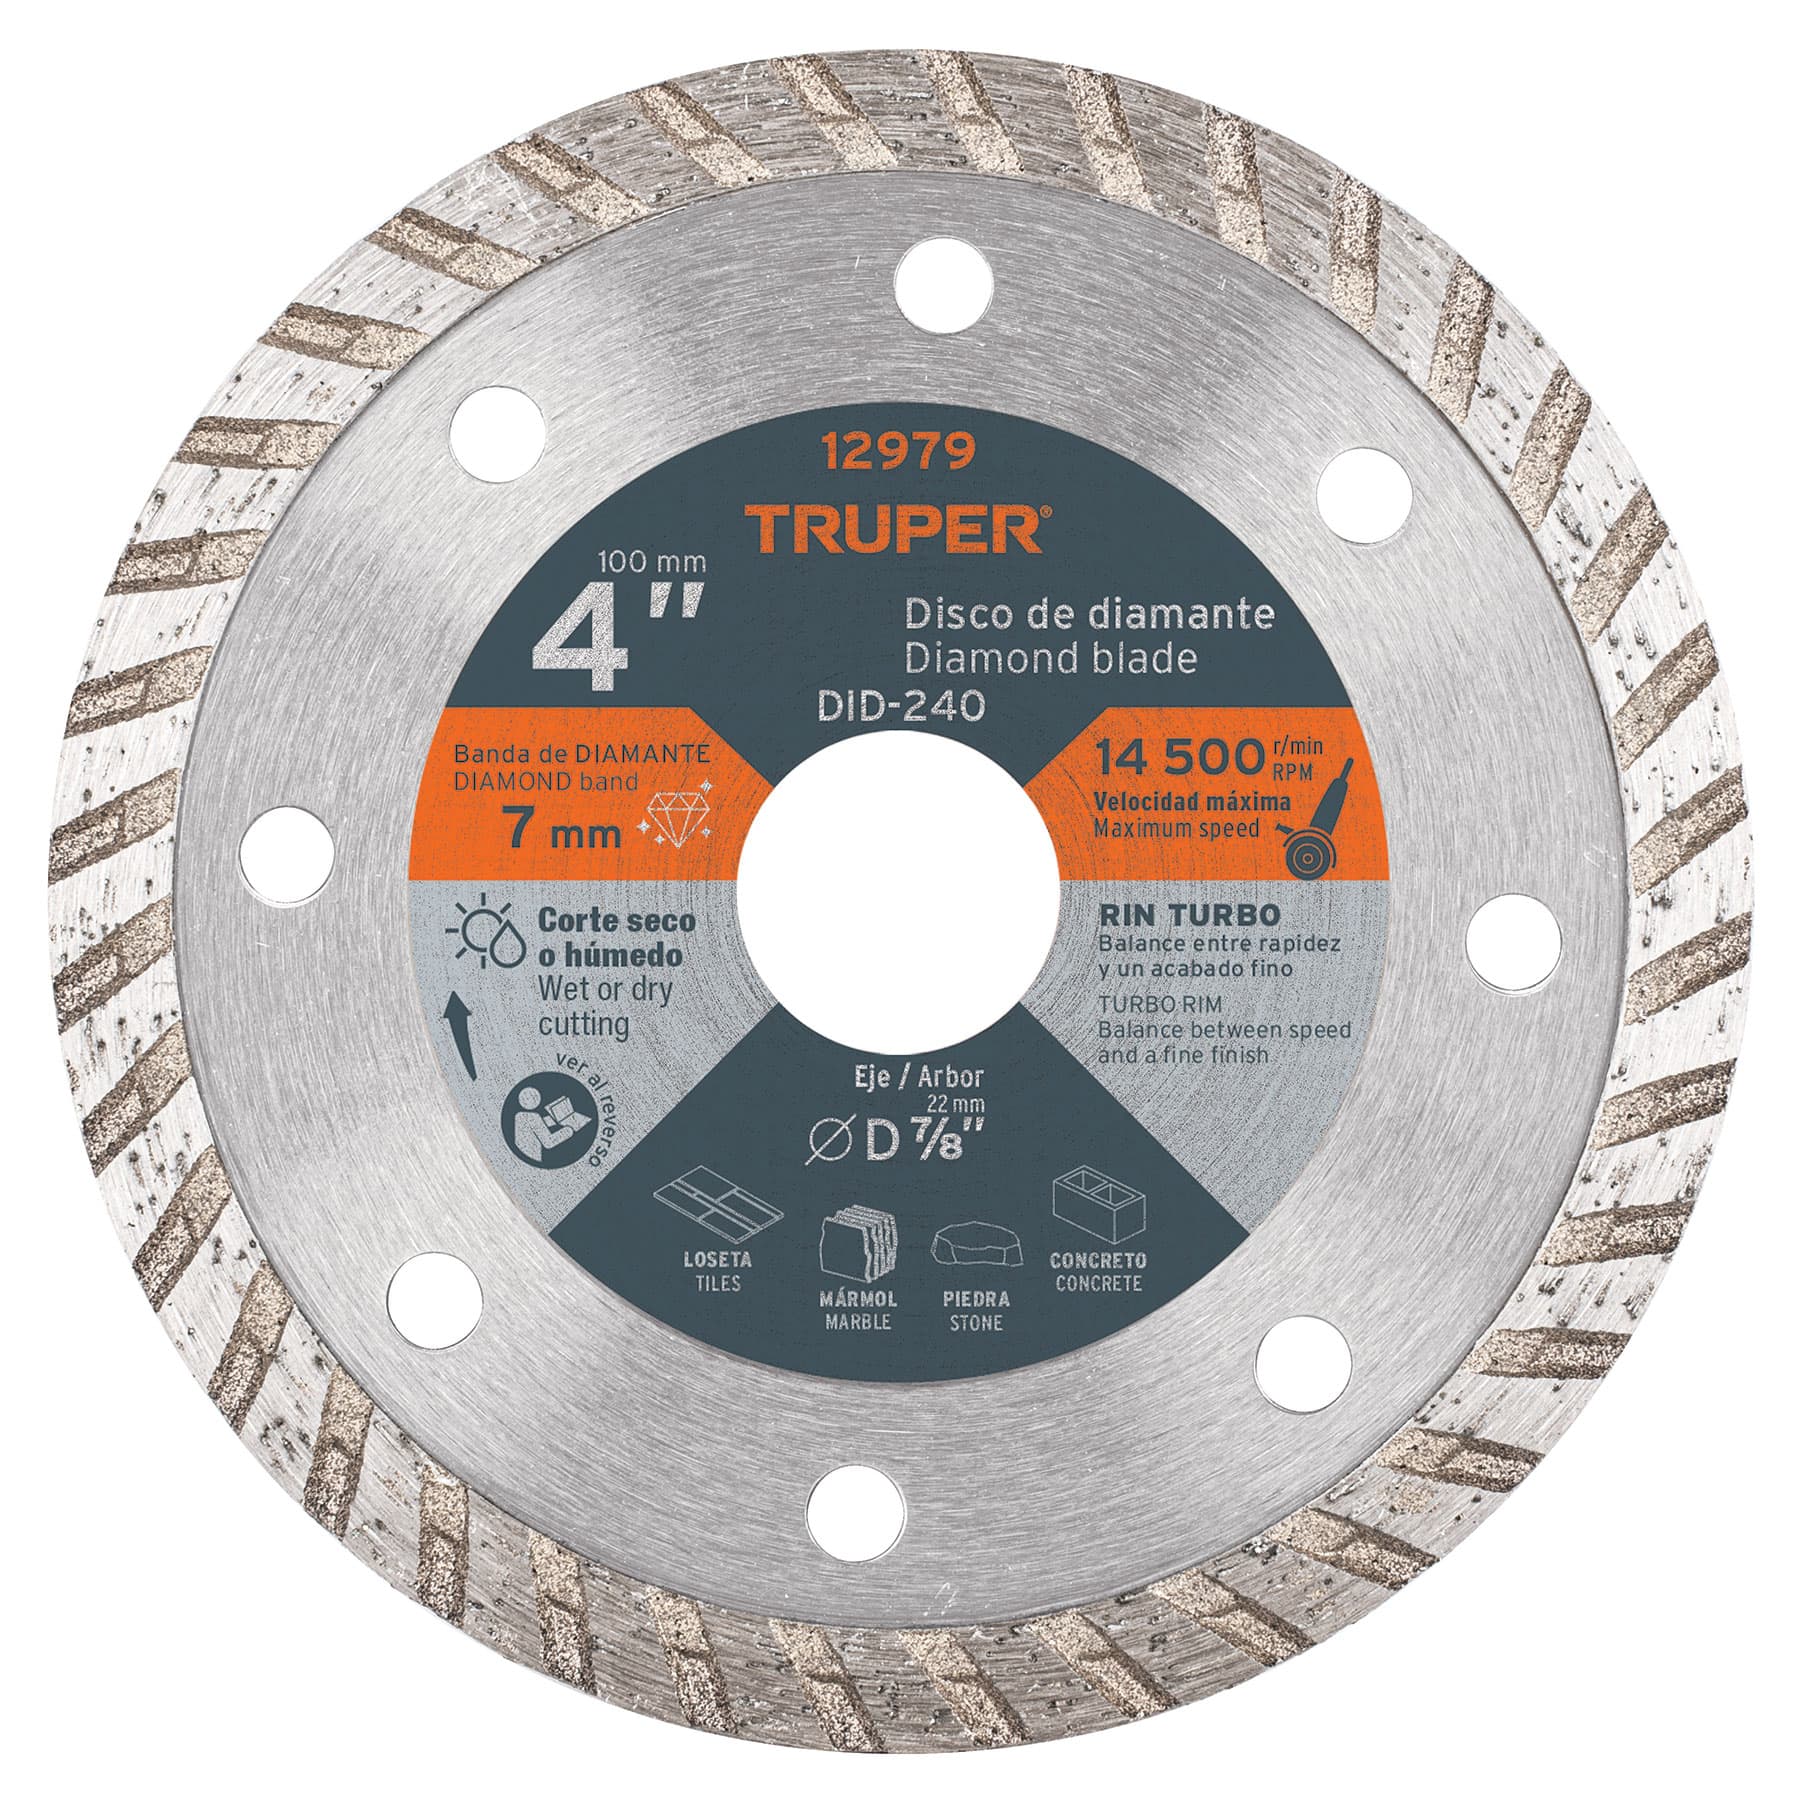 12979
TRUPER®
100 mm
4"
Disco de diamante
Diamond blade
DID-240
Banda de DIAMANTE
DIAMOND band
7 mm
14 500 r/min
RPM
Velocidad máxima
Maximum speed
Corte seco
o húmedo
Wet or dry
cutting
ver al reverso
RIN TURBO
Balance entre rapidez
y un acabado fino
TURBO RIM
Balance between speed
and a fine finish
Eje / Arbor
22 mm
Ø D 7/8"
LOSETA
TILES
MÁRMOL
MARBLE
PIEDRA
STONE
CONCRETO
CONCRETE